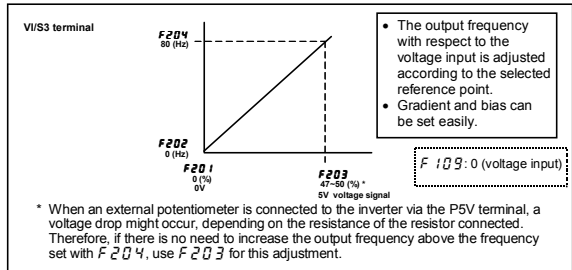 VI/S3 terminal
F204
80 (Hz)
F202
0 (Hz)
F201
0 (%)
0V
F203
47~50 (%) *
5V voltage signal
• The output frequency
with respect to the
voltage input is adjusted
according to the selected
reference point.
• Gradient and bias can
be set easily.
F109: 0 (voltage input)
* When an external potentiometer is connected to the inverter via the P5V terminal, a
voltage drop might occur, depending on the resistance of the resistor connected.
Therefore, if there is no need to increase the output frequency above the frequency
set with F204, use F203 for this adjustment.